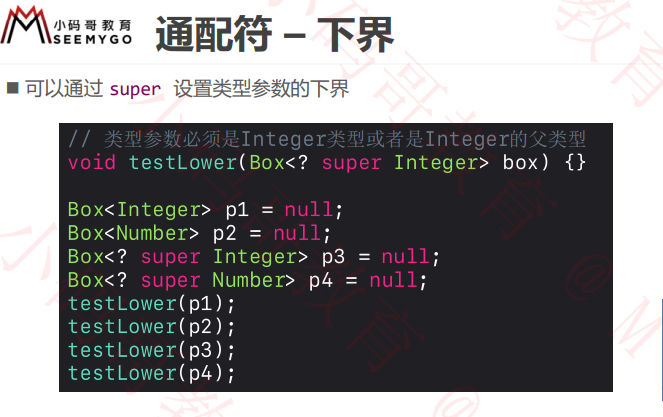 小码哥教育
SEEMYGO
通配符 – 下界
■ 可以通过 super 设置类型参数的下界
// 类型参数必须是Integer类型或者是Integer的父类型
void testLower(Box<? super Integer> box) {}
Box<Integer> p1 = null;
Box<Number> p2 = null;
Box<? super Integer> p3 = null;
Box<? super Number> p4 = null;
testLower(p1);
testLower(p2);
testLower(p3);
testLower(p4);